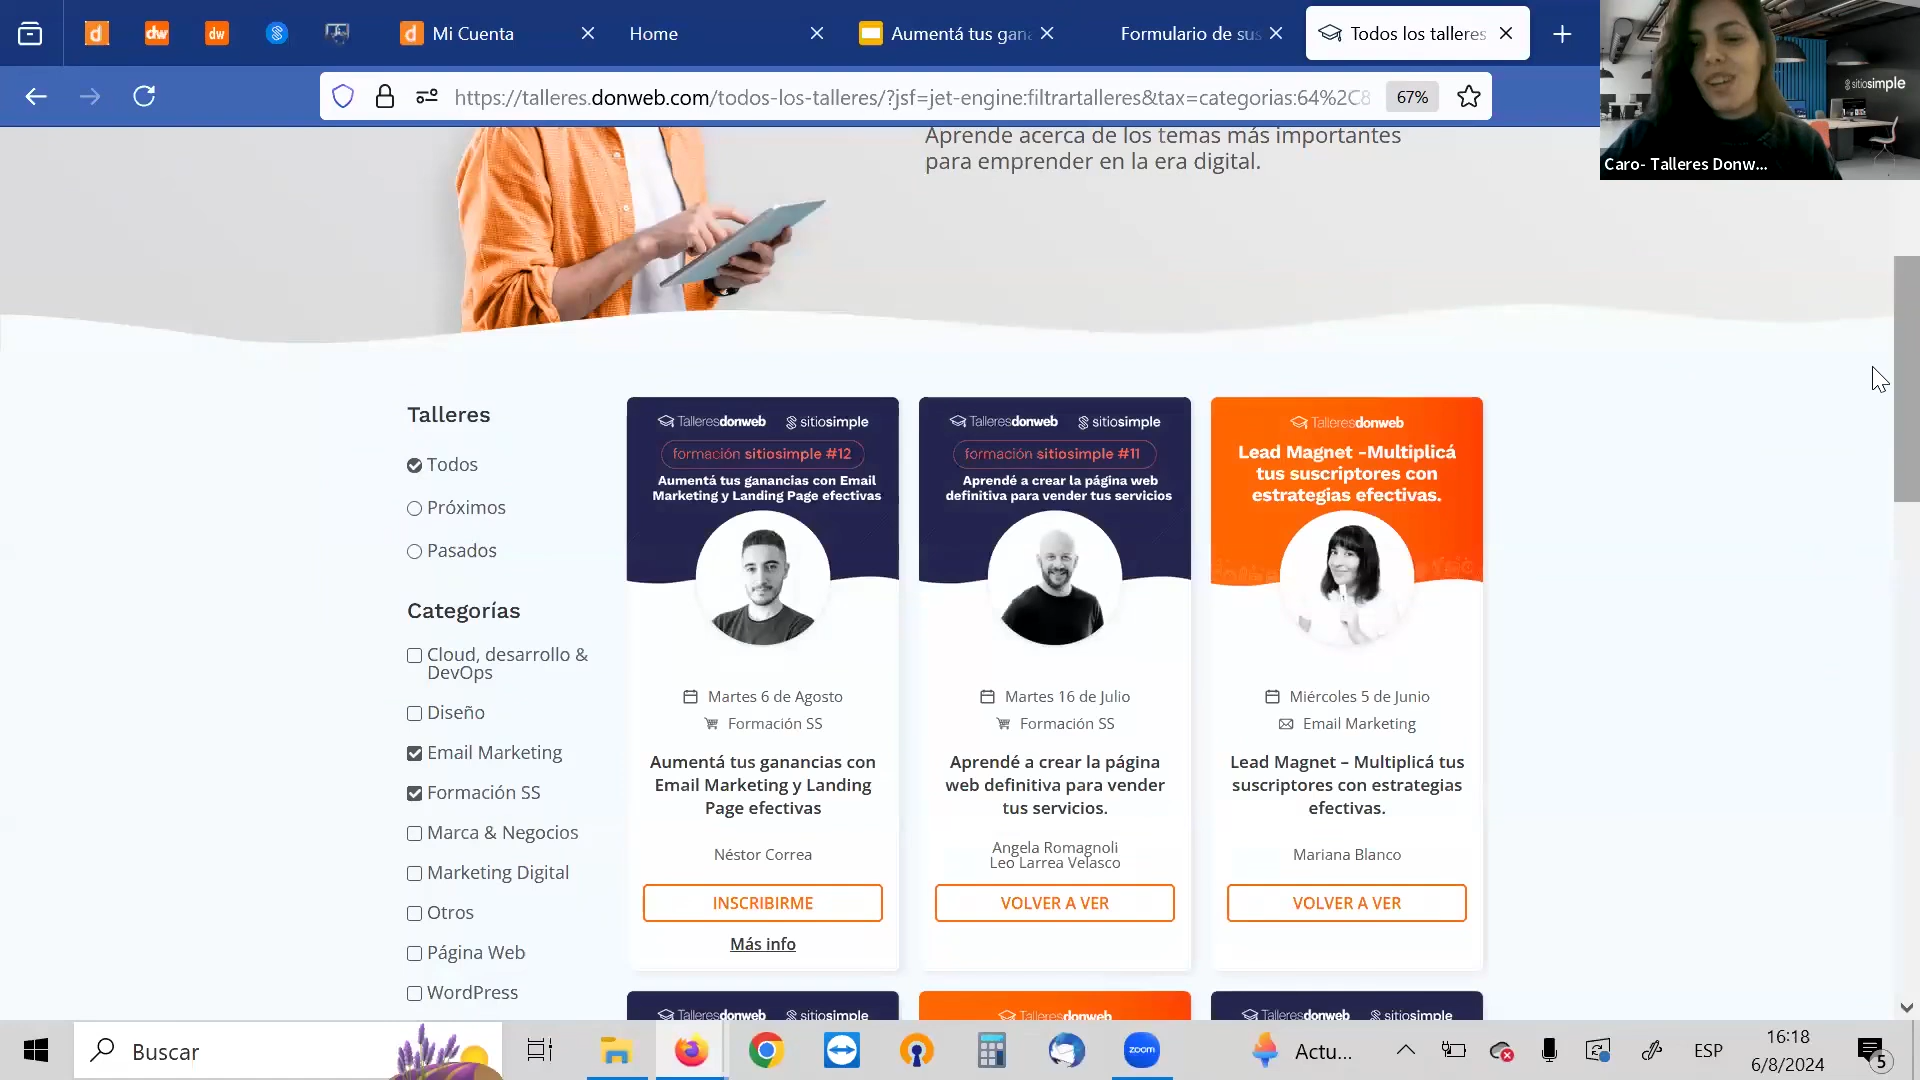 Mi Cuenta
Home
Aumentá tus gan
Formulario de su
Todos los talleres
https://talleres.donweb.com/todos-los-talleres/?jsf=jet-engine:filtrartalleres&tax=categorias:64%2C8
67%
sitiosimple
Caro- Talleres Donw...
Aprende acerca de los temas más importantes
para emprender en la era digital.
Talleres
Todos
Próximos
Pasados
Categorías
Cloud, desarrollo &
DevOps
Diseño
Email Marketing
Formación SS
Marca & Negocios
Marketing Digital
Otros
Página Web
WordPress
Talleresdonweb sitiosimple
formación sitiosimple #12
Aumentá tus ganancias con Email
Marketing y Landing Page efectivas
Martes 6 de Agosto
Formación SS
Aumentá tus ganancias con
Email Marketing y Landing
Page efectivas
Néstor Correa
INSCRIBIRME
Más info
Talleresdonweb sitiosimple
formación sitiosimple #11
Aprendé a crear la página web
definitiva para vender tus servicios
Martes 16 de Julio
Formación SS
Aprendé a crear la página
web definitiva para vender
tus servicios.
Angela Romagnoli
Leo Larrea Velasco
VOLVER A VER
Talleresdonweb
Lead Magnet -Multiplicá
tus suscriptores con
estrategias efectivas.
Miércoles 5 de Junio
Email Marketing
Lead Magnet – Multiplicá tus
suscriptores con estrategias
efectivas.
Mariana Blanco
VOLVER A VER
Talleresdonweb sitiosimple
Talleresdonweb
Talleresdonweb sitiosimple
Buscar
zoom
Actu...
ESP
16:18
6/8/2024
5